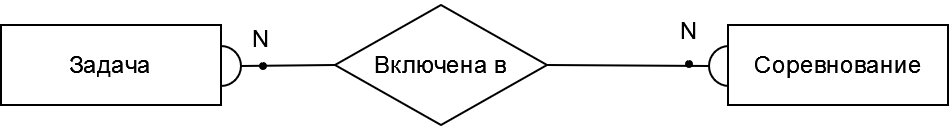 Задача
N
Включена в
N
Соревнование